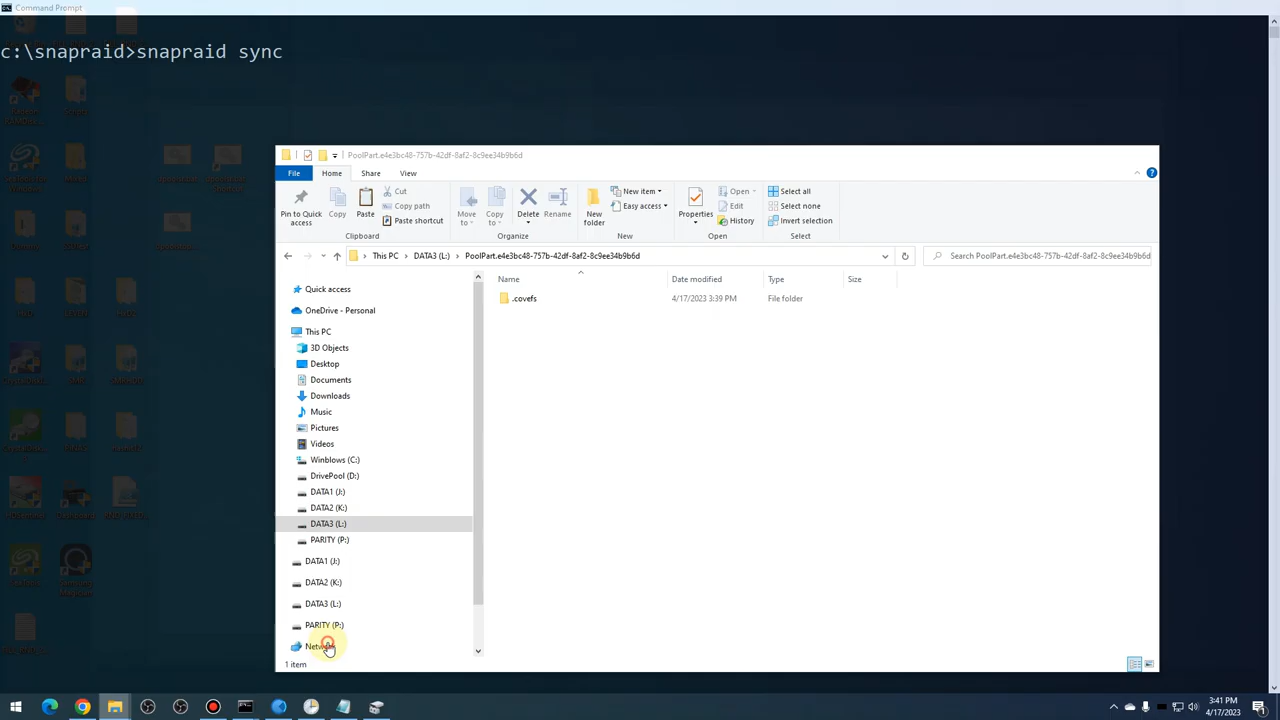 Command Prompt
c:\snapraid>snapraid sync
PoolPart.e4e3bc48-757b-42df-8af2-8c9ee34b9b6d
File
Home
Share
View
Pin to Quick access
Copy
Paste
Cut
Copy path
Paste shortcut
Clipboard
Move to
Copy to
Delete
Rename
Organize
New folder
New item
Easy access
New
Properties
Open
Edit
History
Open
Select all
Select none
Invert selection
Select
This PC > DATA3 (L:) > PoolPart.e4e3bc48-757b-42df-8af2-8c9ee34b9b6d
Search PoolPart.e4e3bc48-757b-42df-8af2-8c9ee34b9b6d
Name
Date modified
Type
Size
.covefs
4/17/2023 3:39 PM
File folder
Quick access
OneDrive - Personal
This PC
3D Objects
Desktop
Documents
Downloads
Music
Pictures
Videos
Winblows (C:)
DrivePool (D:)
DATA1 (J:)
DATA2 (K:)
DATA3 (L:)
PARITY (P:)
DATA1 (J:)
DATA2 (K:)
DATA3 (L:)
PARITY (P:)
1 item
3:41 PM
4/17/2023